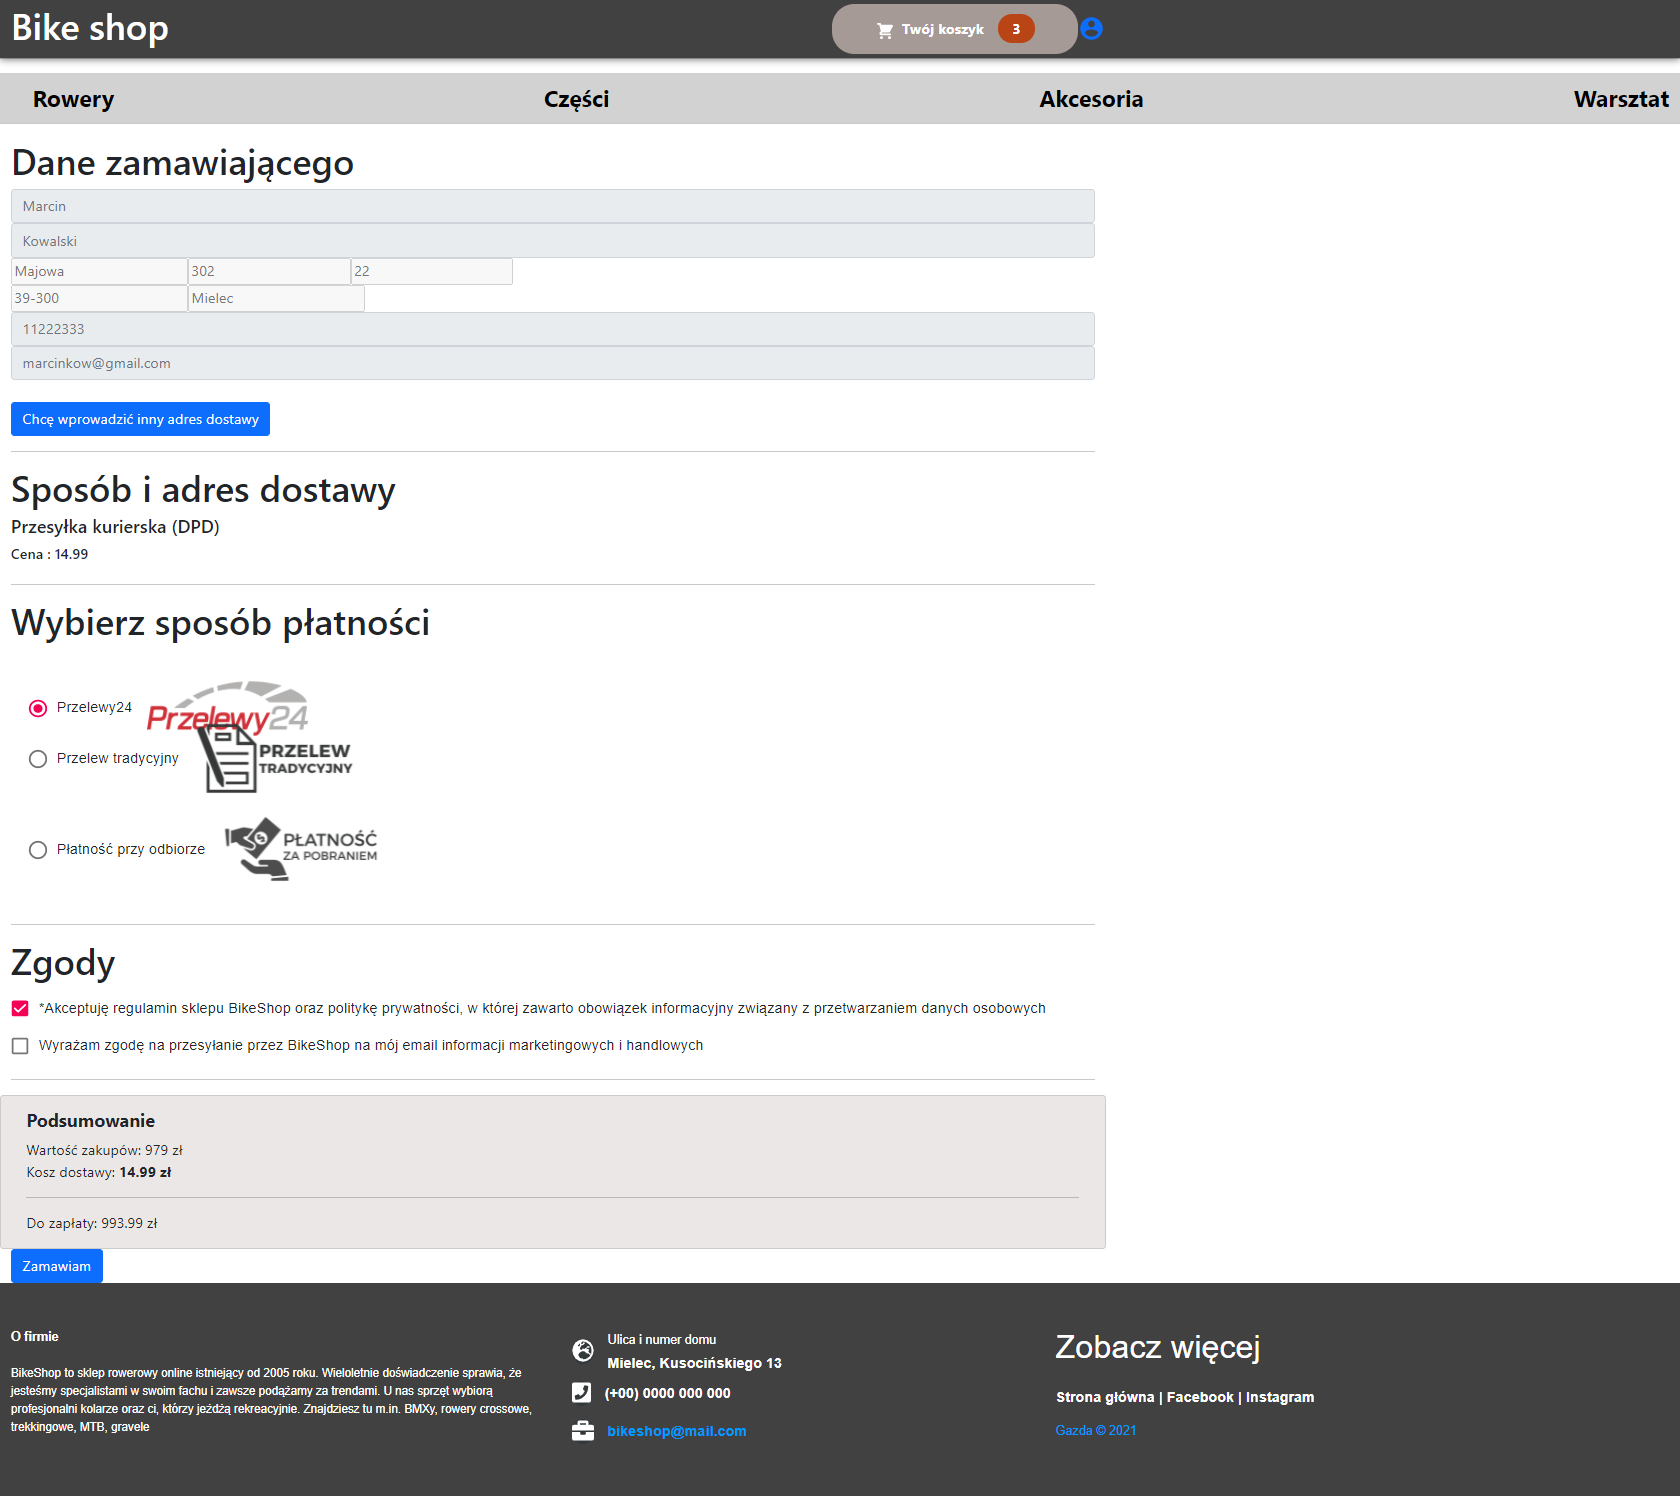 Bike shop
Twój koszyk 3
Rowery Części Akcesoria Warsztat
Dane zamawiającego
Marcin
Kowalski
Majowa 302 22
39-300 Mielec
11222333
marcinkow@gmail.com
Chcę wprowadzić inny adres dostawy
Sposób i adres dostawy
Przesyłka kurierska (DPD)
Cena : 14.99
Wybierz sposób płatności
Przelewy24 Przelewy24
Przelew tradycyjny PRZELEW TRADYCYJNY
Płatność przy odbiorze PŁATNOŚĆ ZA POBRANIEM
Zgody
*Akceptuję regulamin sklepu BikeShop oraz politykę prywatności, w której zawarto obowiązek informacyjny związany z przetwarzaniem danych osobowych
Wyrażam zgodę na przesyłanie przez BikeShop na mój email informacji marketingowych i handlowych
Podsumowanie
Wartość zakupów: 979 zł
Kosz dostawy: 14.99 zł
Do zapłaty: 993.99 zł
Zamawiam
O firmie
BikeShop to sklep rowerowy online istniejący od 2005 roku. Wieloletnie doświadczenie sprawia, że
jesteśmy specjalistami w swoim fachu i zawsze podążamy za trendami. U nas sprzęt wybiorą
profesjonalni kolarze oraz ci, którzy jeżdżą rekreacyjnie. Znajdziesz tu m.in. BMXy, rowery crossowe,
trekkingowe, MTB, gravele
Ulica i numer domu
Mielec, Kusocińskiego 13
(+00) 0000 000 000
bikeshop@mail.com
Zobacz więcej
Strona główna | Facebook | Instagram
Gazda © 2021